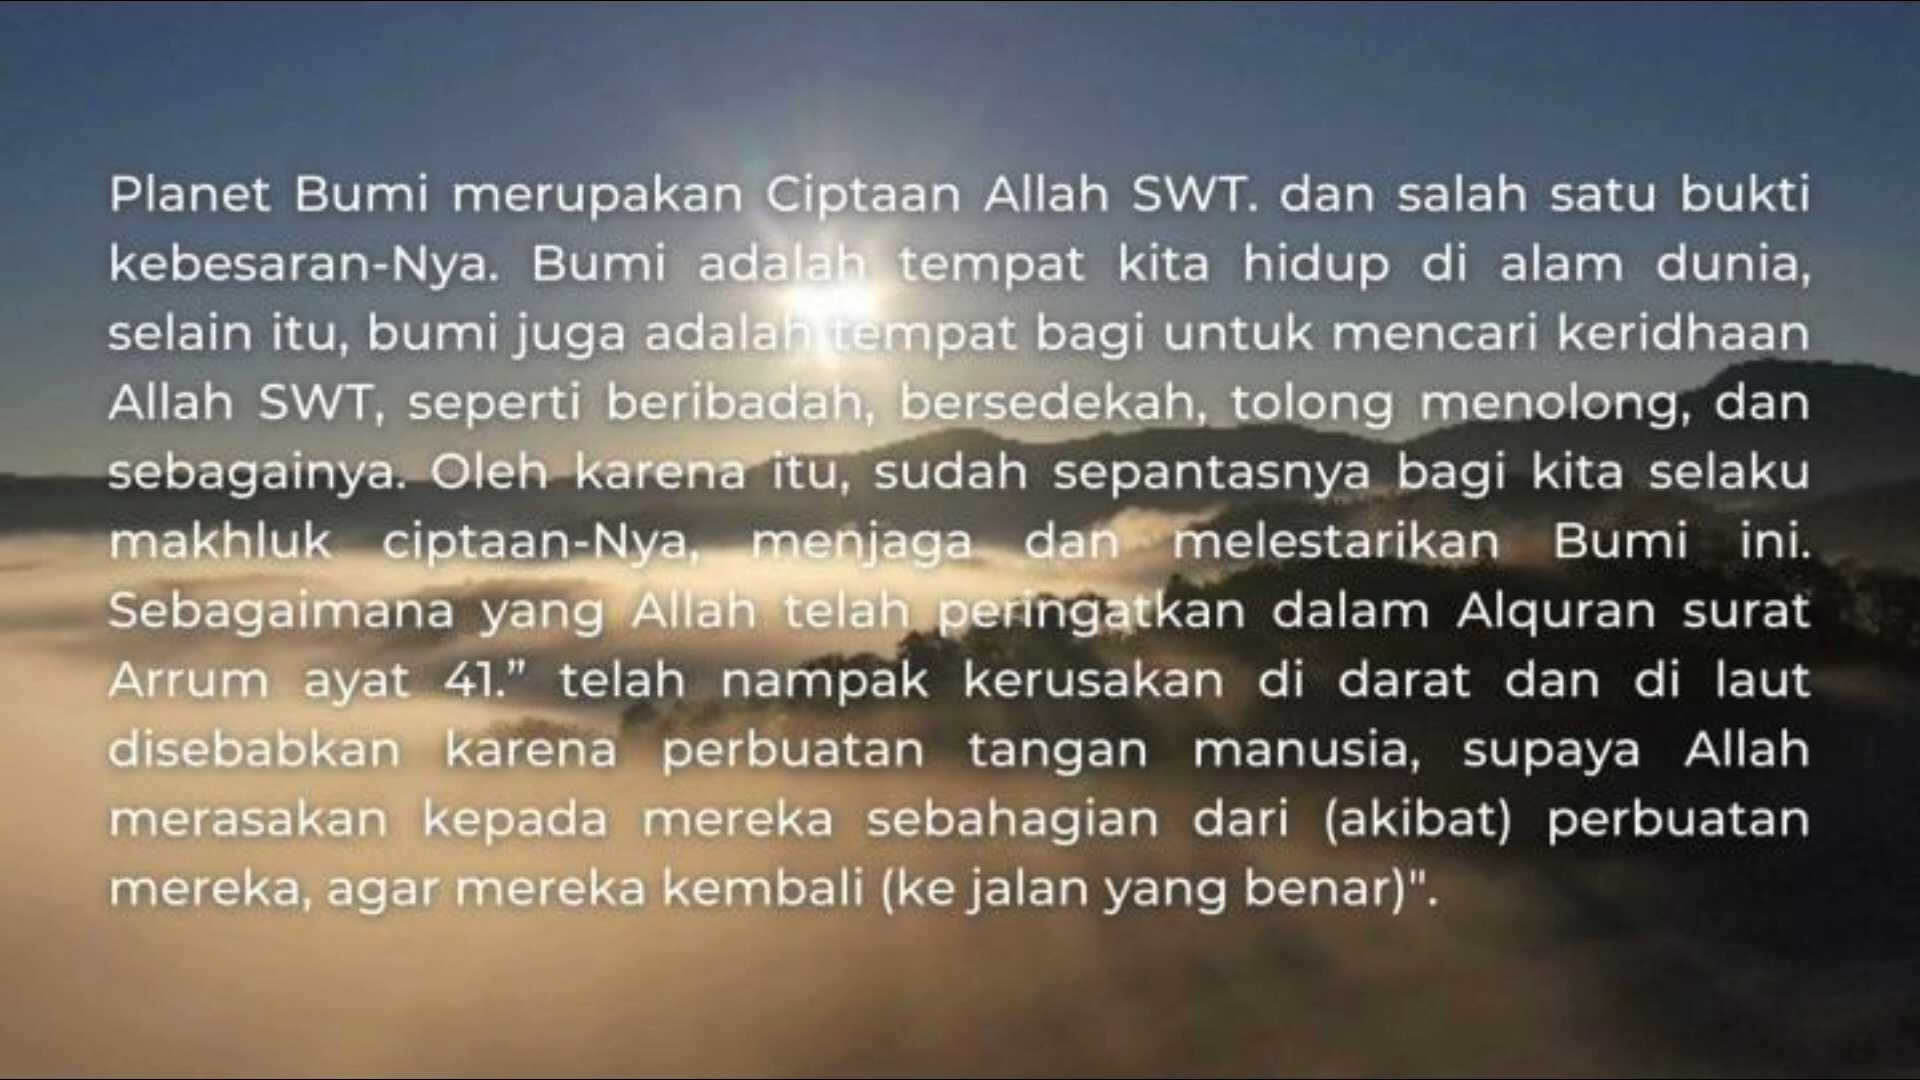 Planet Bumi merupakan Ciptaan Allah SWT. dan salah satu bukti
kebesaran-Nya. Bumi adalah tempat kita hidup di alam dunia,
selain itu, bumi juga adalah tempat bagi untuk mencari keridhaan
Allah SWT, seperti beribadah, bersedekah, tolong menolong, dan
sebagainya. Oleh karena itu, sudah sepantasnya bagi kita selaku
makhluk ciptaan-Nya, menjaga dan melestarikan Bumi ini.
Sebagaimana yang Allah telah peringatkan dalam Alquran surat
Arrum ayat 41.” telah nampak kerusakan di darat dan di laut
disebabkan karena perbuatan tangan manusia, supaya Allah
merasakan kepada mereka sebahagian dari (akibat) perbuatan
mereka, agar mereka kembali (ke jalan yang benar)".